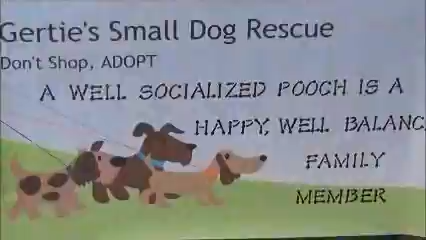 Gertie's Small Dog Rescue
Don't Shop, ADOPT
A WELL SOCIALIZED POOCH IS A
HAPPY, WELL BALANC
FAMILY
MEMBER